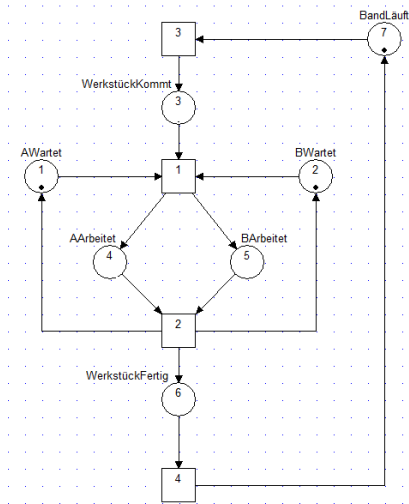 BandLäuft
3
7
WerkstückKommt
3
AWartet
BWartet
1
1
2
AArbeitet
BArbeitet
4
5
2
WerkstückFertig
6
4